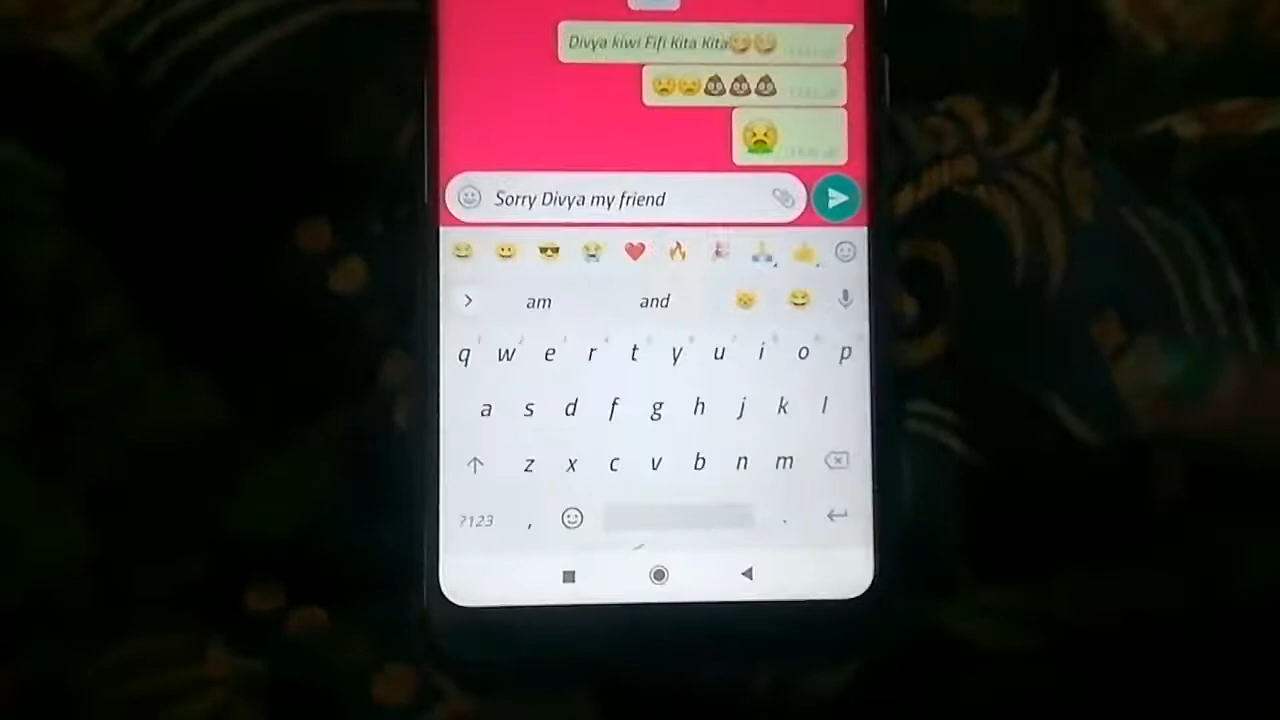 Divya kiwi Fifi Kita Kita😏😏
😢😢💩💩💩
🤮
Sorry Divya my friend
am and
q w e r t y u i o p
a s d f g h j k l
z x c v b n m
?123 , .